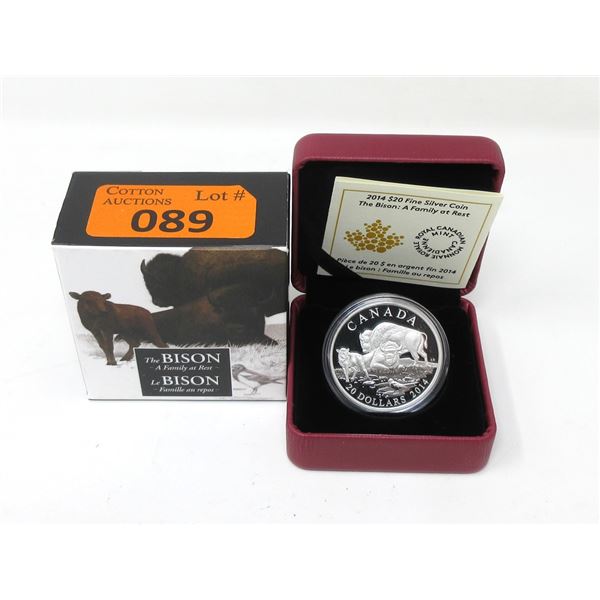 COTTON
AUCTIONS
Lot #
089
The BISON
~ A Family at Rest ~
Le BISON
~ Famille au repos ~
2014 $20 Fine Silver Coin
The Bison: A Family at Rest
ROYAL CANADIAN MINT
MONNAIE ROYALE CANADIENNE
Pièce de 20 $ en argent fin 2014
Le bison : Famille au repos
CANADA
20 DOLLARS 2014